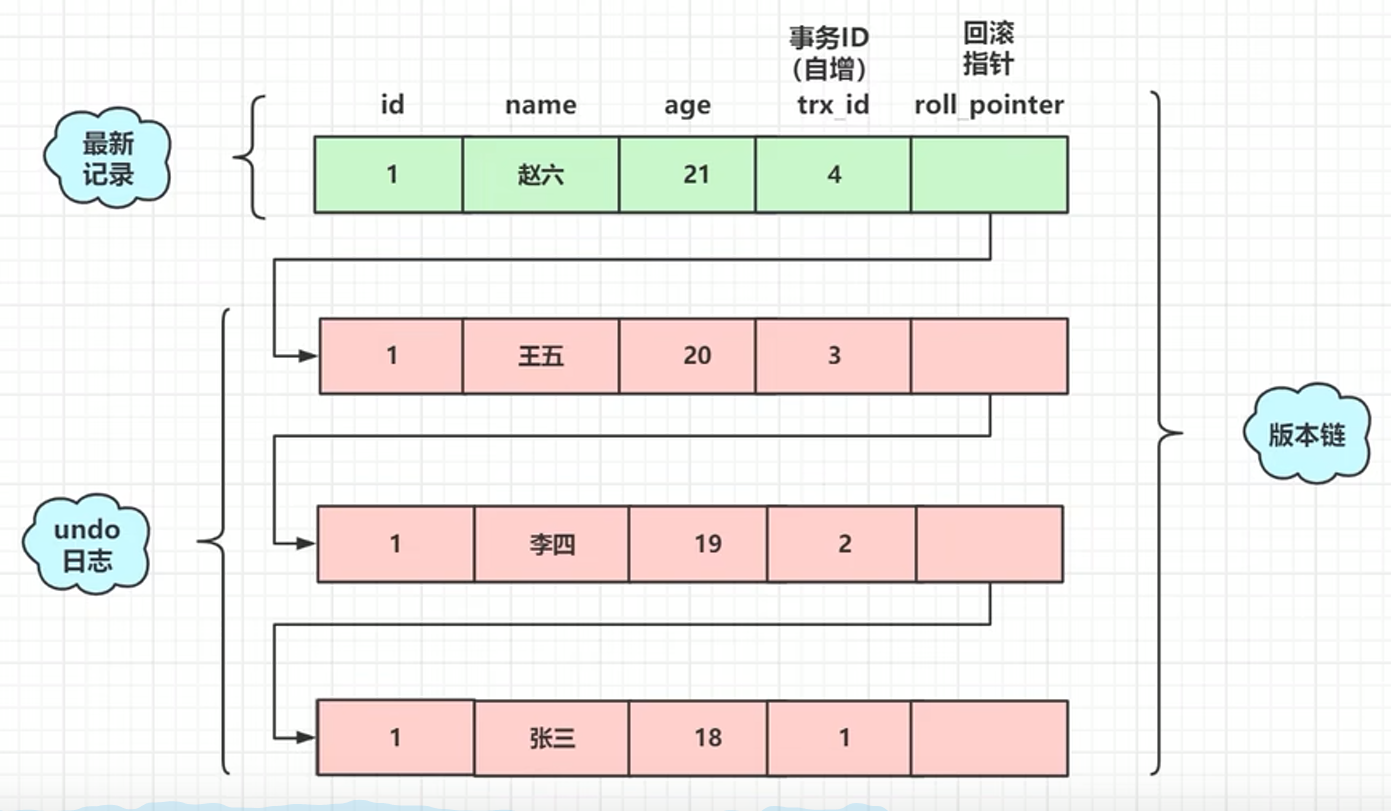 事务ID
(自增)
回滚
指针
id name age trx_id roll_pointer
最新
记录
1 赵六 21 4
1 王五 20 3
版本链
undo
日志
1 李四 19 2
1 张三 18 1